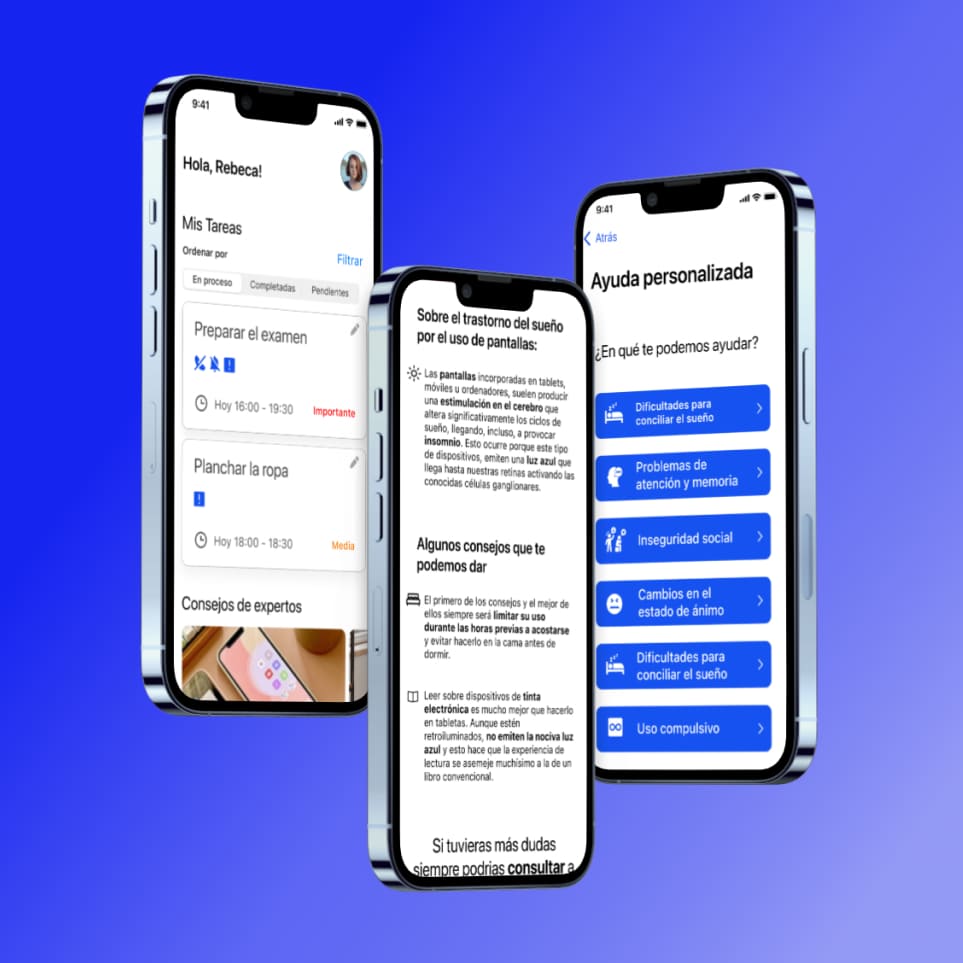 9:41
Hola, Rebeca!
Mis Tareas
Ordenar por
Filtrar
En proceso
Completadas
Pendientes
Preparar el examen
Hoy 16:00 - 19:30
Importante
Planchar la ropa
Hoy 18:00 - 18:30
Media
Consejos de expertos
Sobre el trastorno del sueño
por el uso de pantallas:
Las pantallas incorporadas en tablets,
móviles u ordenadores, suelen producir
una estimulación en el cerebro que
altera significativamente los ciclos de
sueño, llegando, incluso, a provocar
insomnio. Esto ocurre porque este tipo
de dispositivos, emiten una luz azul que
llega hasta nuestras retinas activando las
conocidas células ganglionares.
Algunos consejos que te
podemos dar
El primero de los consejos y el mejor de
ellos siempre será limitar su uso
durante las horas previas a acostarse
y evitar hacerlo en la cama antes de
dormir.
Leer sobre dispositivos de tinta
electrónica es mucho mejor que hacerlo
en tabletas. Aunque estén
retroiluminados, no emiten la nociva luz
azul y esto hace que la experiencia de
lectura se asemeje muchísimo a la de un
libro convencional.
Si tuvieras más dudas
siempre podrias consultar a
9:41
Atrás
Ayuda personalizada
¿En qué te podemos ayudar?
Dificultades para
conciliar el sueño
Problemas de
atención y memoria
Inseguridad social
Cambios en el
estado de ánimo
Dificultades para
conciliar el sueño
Uso compulsivo